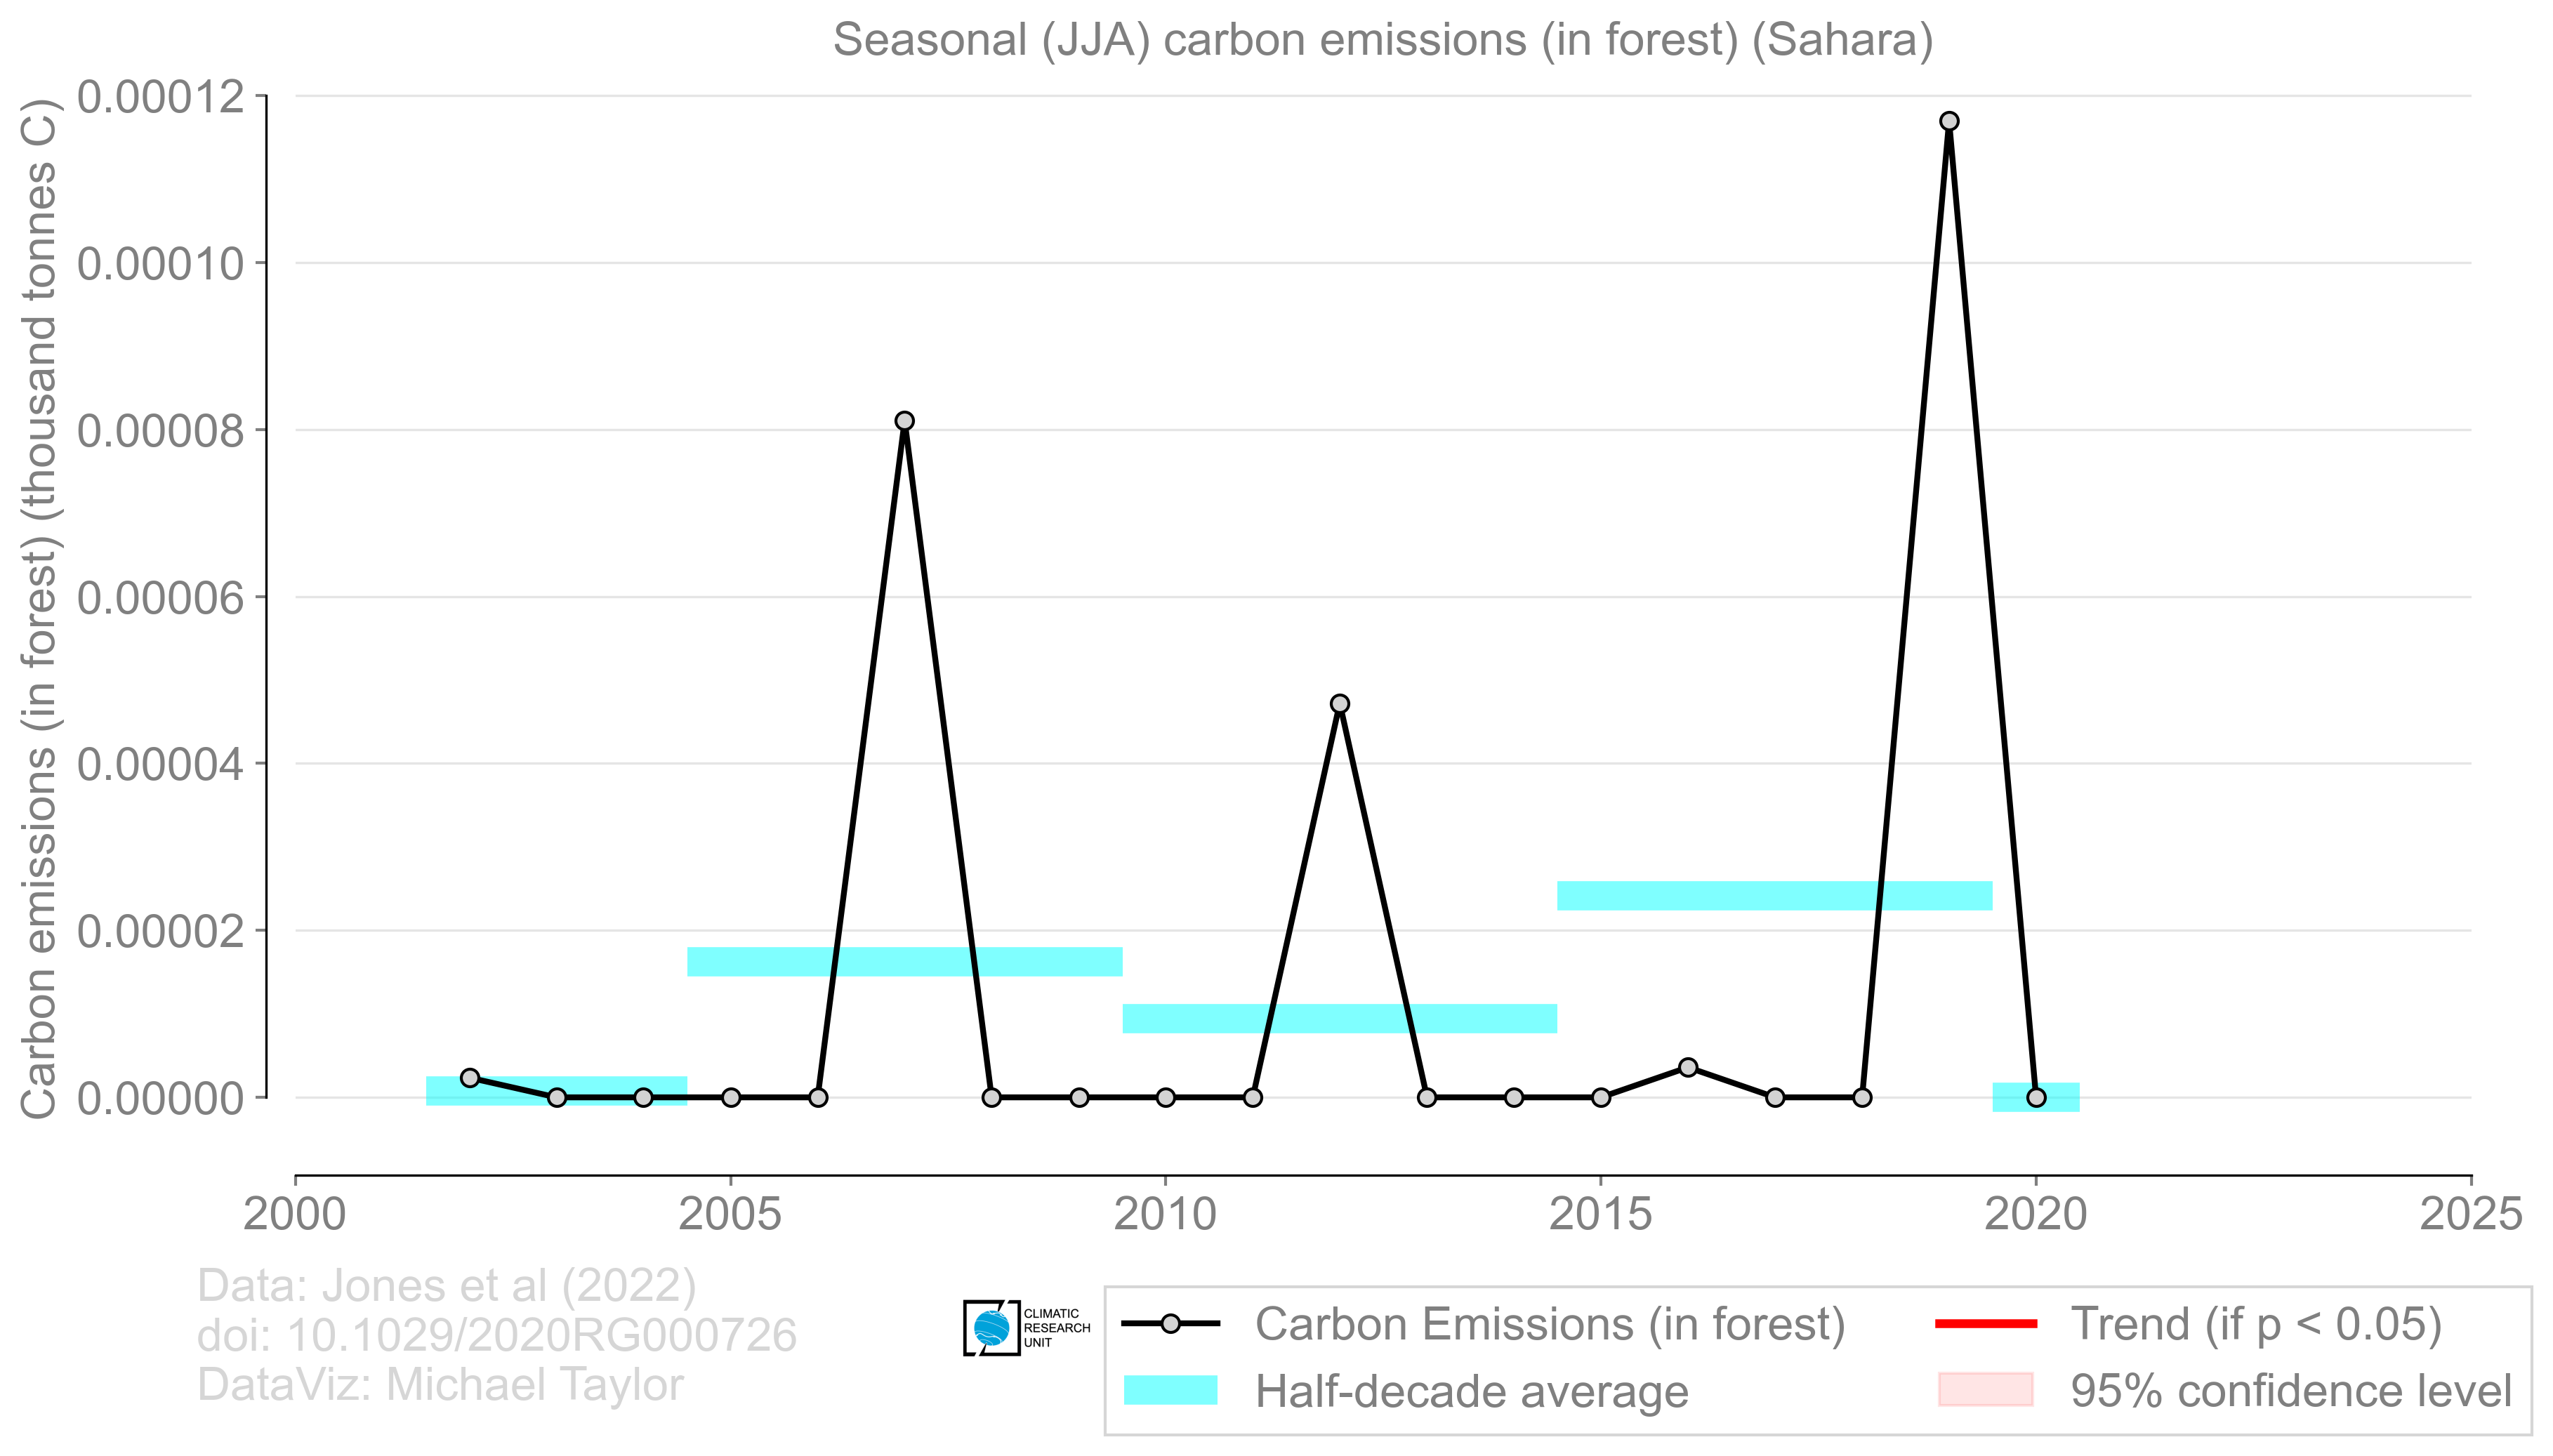 Seasonal (JJA) carbon emissions (in forest) (Sahara)
Carbon emissions (in forest) (thousand tonnes C)
0.00012
0.00010
0.00008
0.00006
0.00004
0.00002
0.00000
2000 2005 2010 2015 2020 2025
Data: Jones et al (2022)
doi: 10.1029/2020RG000726
DataViz: Michael Taylor
CLIMATIC
RESEARCH
UNIT
Carbon Emissions (in forest)
Half-decade average
Trend (if p < 0.05)
95% confidence level